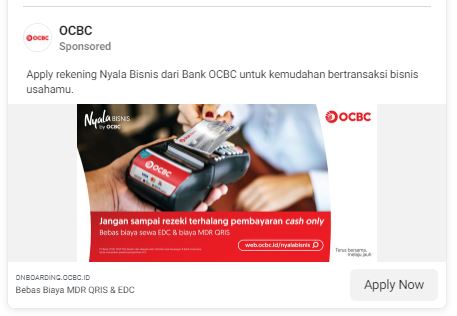 OCBC
OCBC
Sponsored
Apply rekening Nyala Bisnis dari Bank OCBC untuk kemudahan bertransaksi bisnis
usahamu.
Nyala BISNIS
by OCBC
OCBC
OCBC
Jangan sampai rezeki terhalang pembayaran cash only
Bebas biaya sewa EDC & biaya MDR QRIS
web.ocbc.id/nyalabisnis
Terus bersama,
melaju jauh
ONBOARDING.OCBC.ID
Bebas Biaya MDR QRIS & EDC
Apply Now